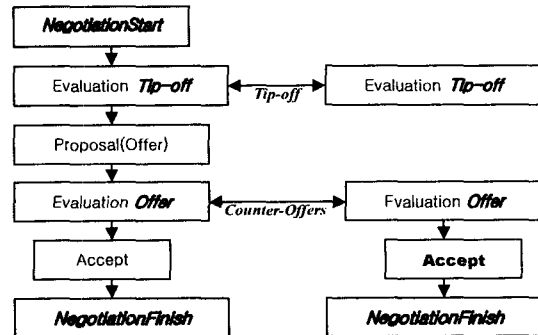 NegotiationStart
Evaluation Tip-off
Tip-off
Evaluation Tip-off
Proposal(Offer)
Evaluation Offer
Counter-Offers
Fvaluation Offer
Accept
Accept
NegotiationFinish
NegotiationFinish